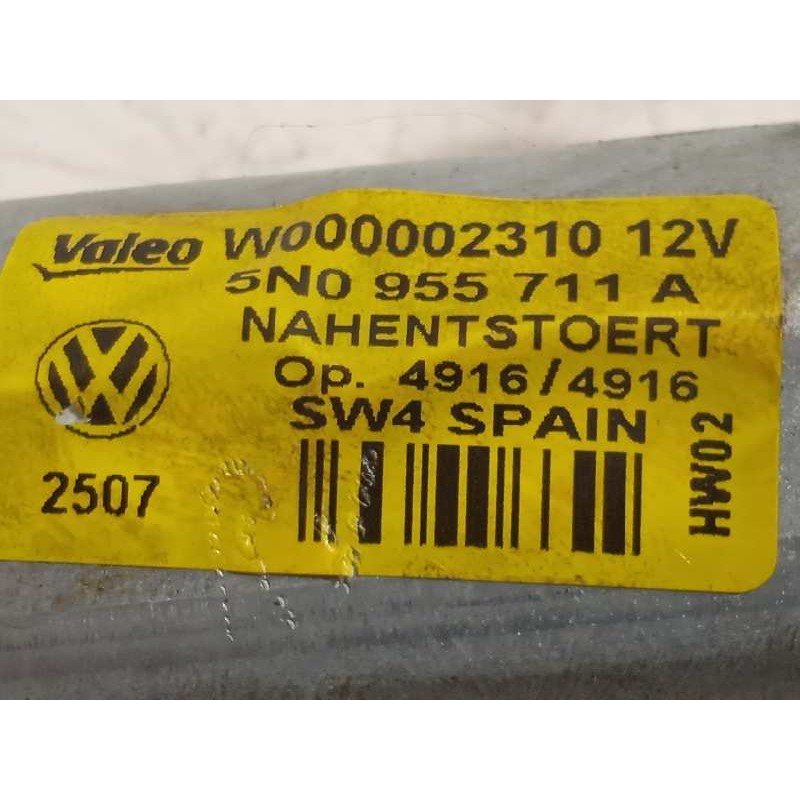 Valeo W000002310 12V
5N0 955 711 A
NAHENTSTOERT
Op. 4916/4916
SW4 SPAIN
HW02
2507